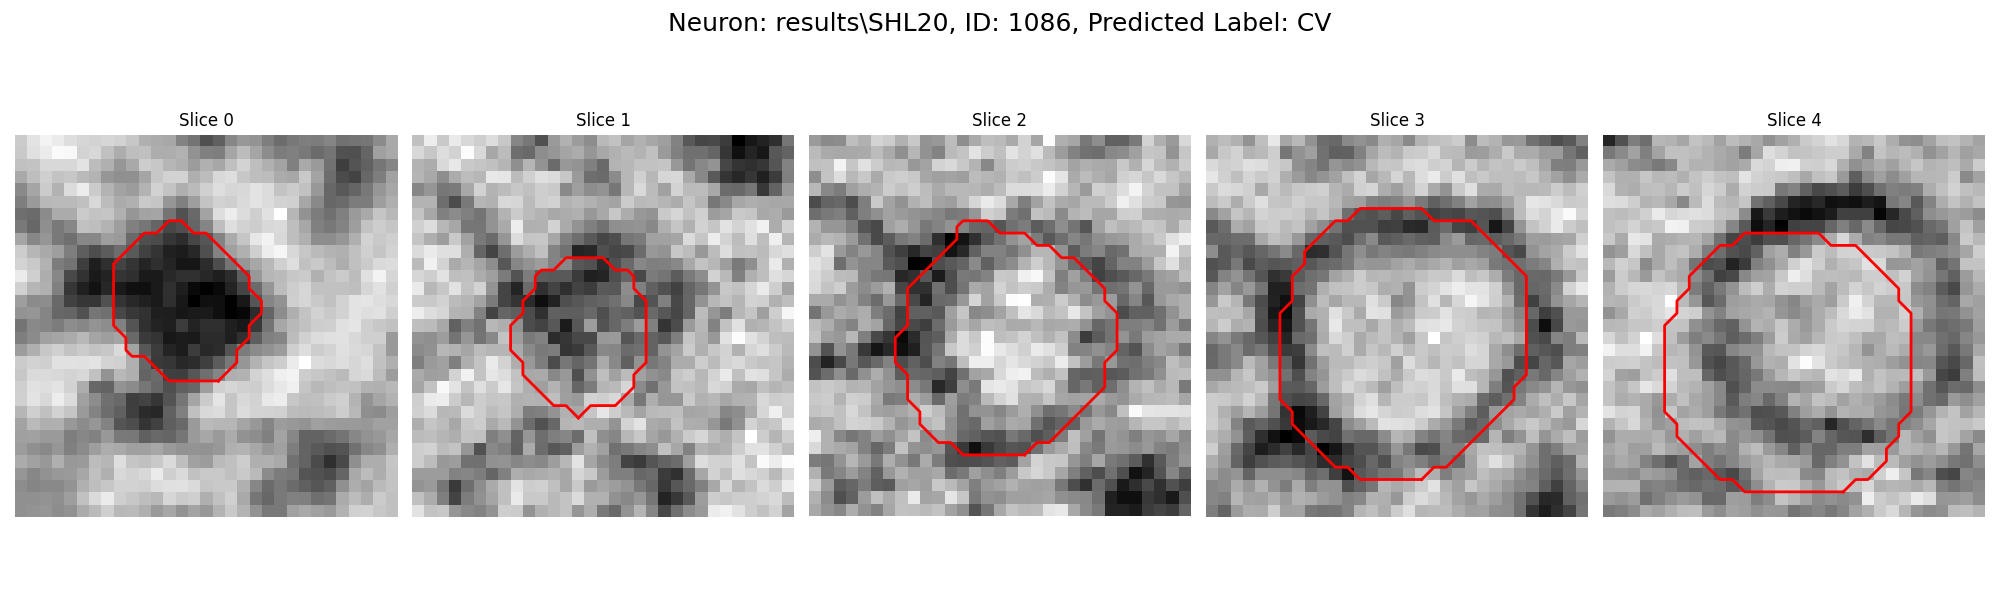 Neuron: results\SHL20, ID: 1086, Predicted Label: CV
Slice 0
Slice 1
Slice 2
Slice 3
Slice 4